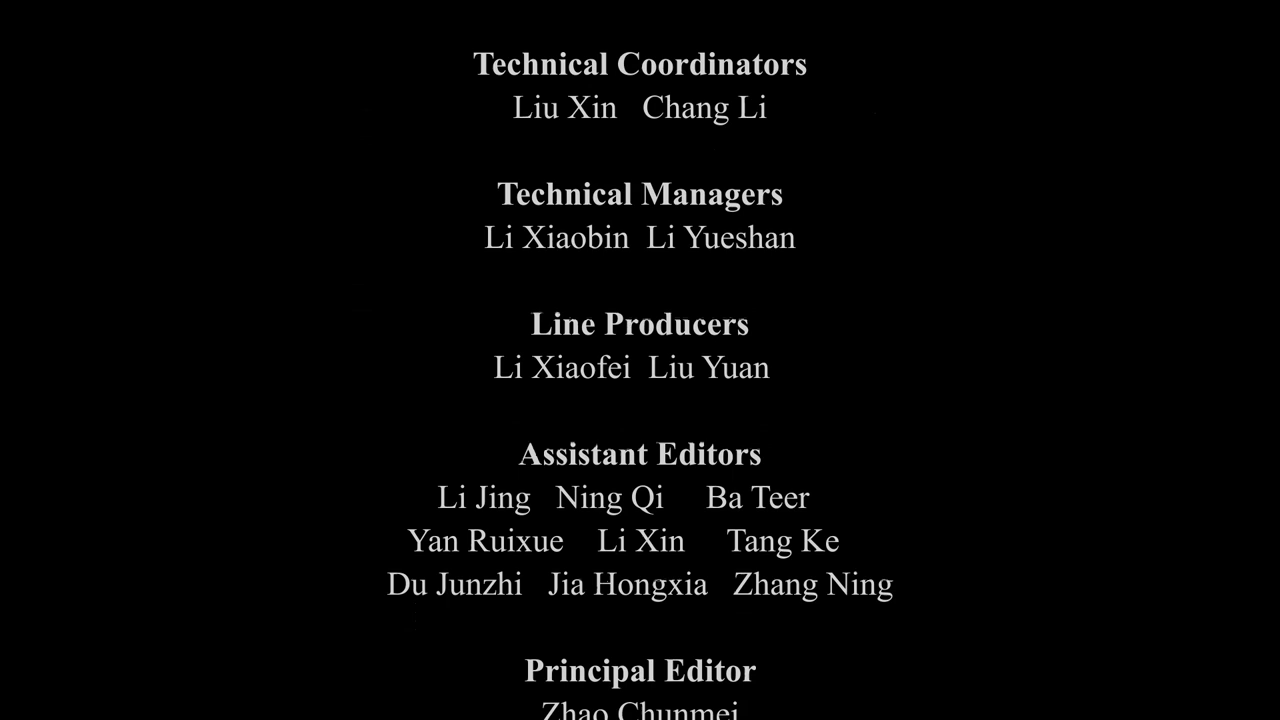 Technical Coordinators
Liu Xin Chang Li
Technical Managers
Li Xiaobin Li Yueshan
Line Producers
Li Xiaofei Liu Yuan
Assistant Editors
Li Jing Ning Qi Ba Teer
Yan Ruixue Li Xin Tang Ke
Du Junzhi Jia Hongxia Zhang Ning
Principal Editor
Zhao Chunmei